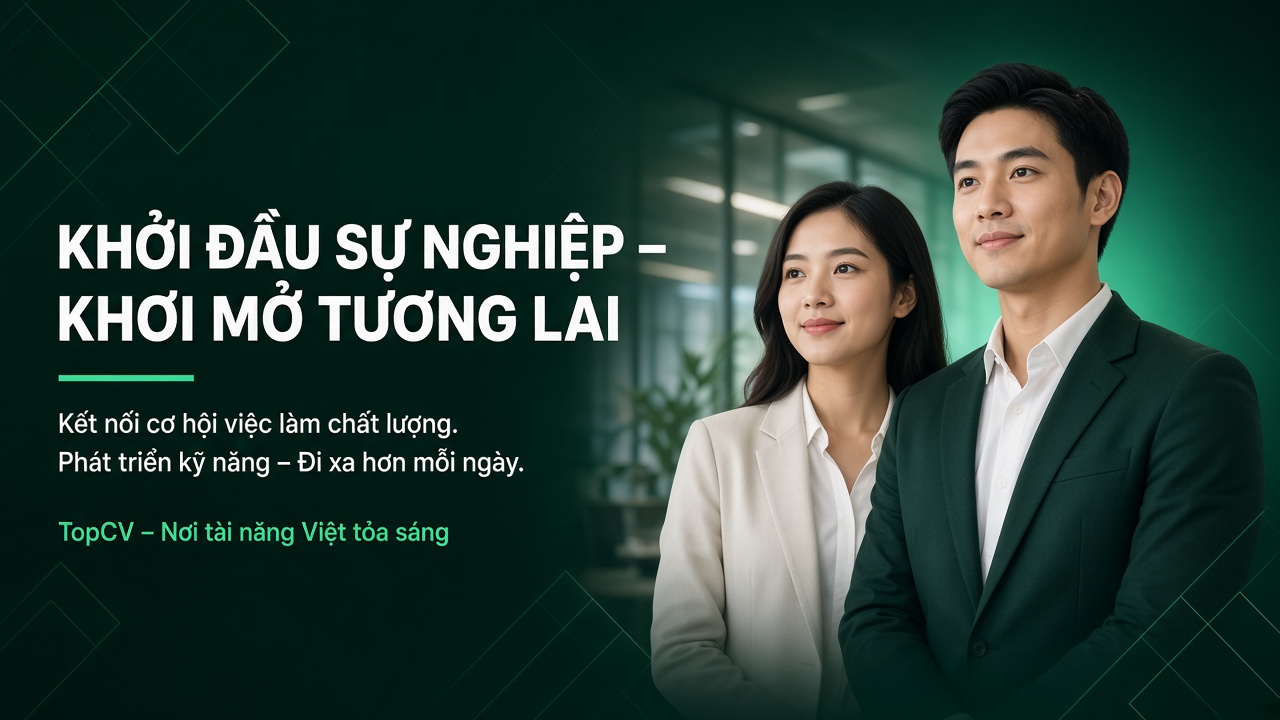 KHỞI ĐẦU SỰ NGHIỆP –
KHƠI MỞ TƯƠNG LAI
Kết nối cơ hội việc làm chất lượng.
Phát triển kỹ năng – Đi xa hơn mỗi ngày.
TopCV – Nơi tài năng Việt tỏa sáng